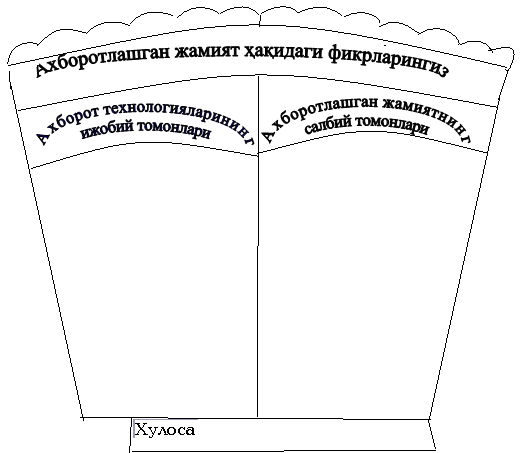 Ахборотлашган жамият ҳақидаги фикрларингиз
Ахборот технологияларининг
ижобий томонлари
Ахборотлашган жамиятнинг
салбий томонлари
Хулоса